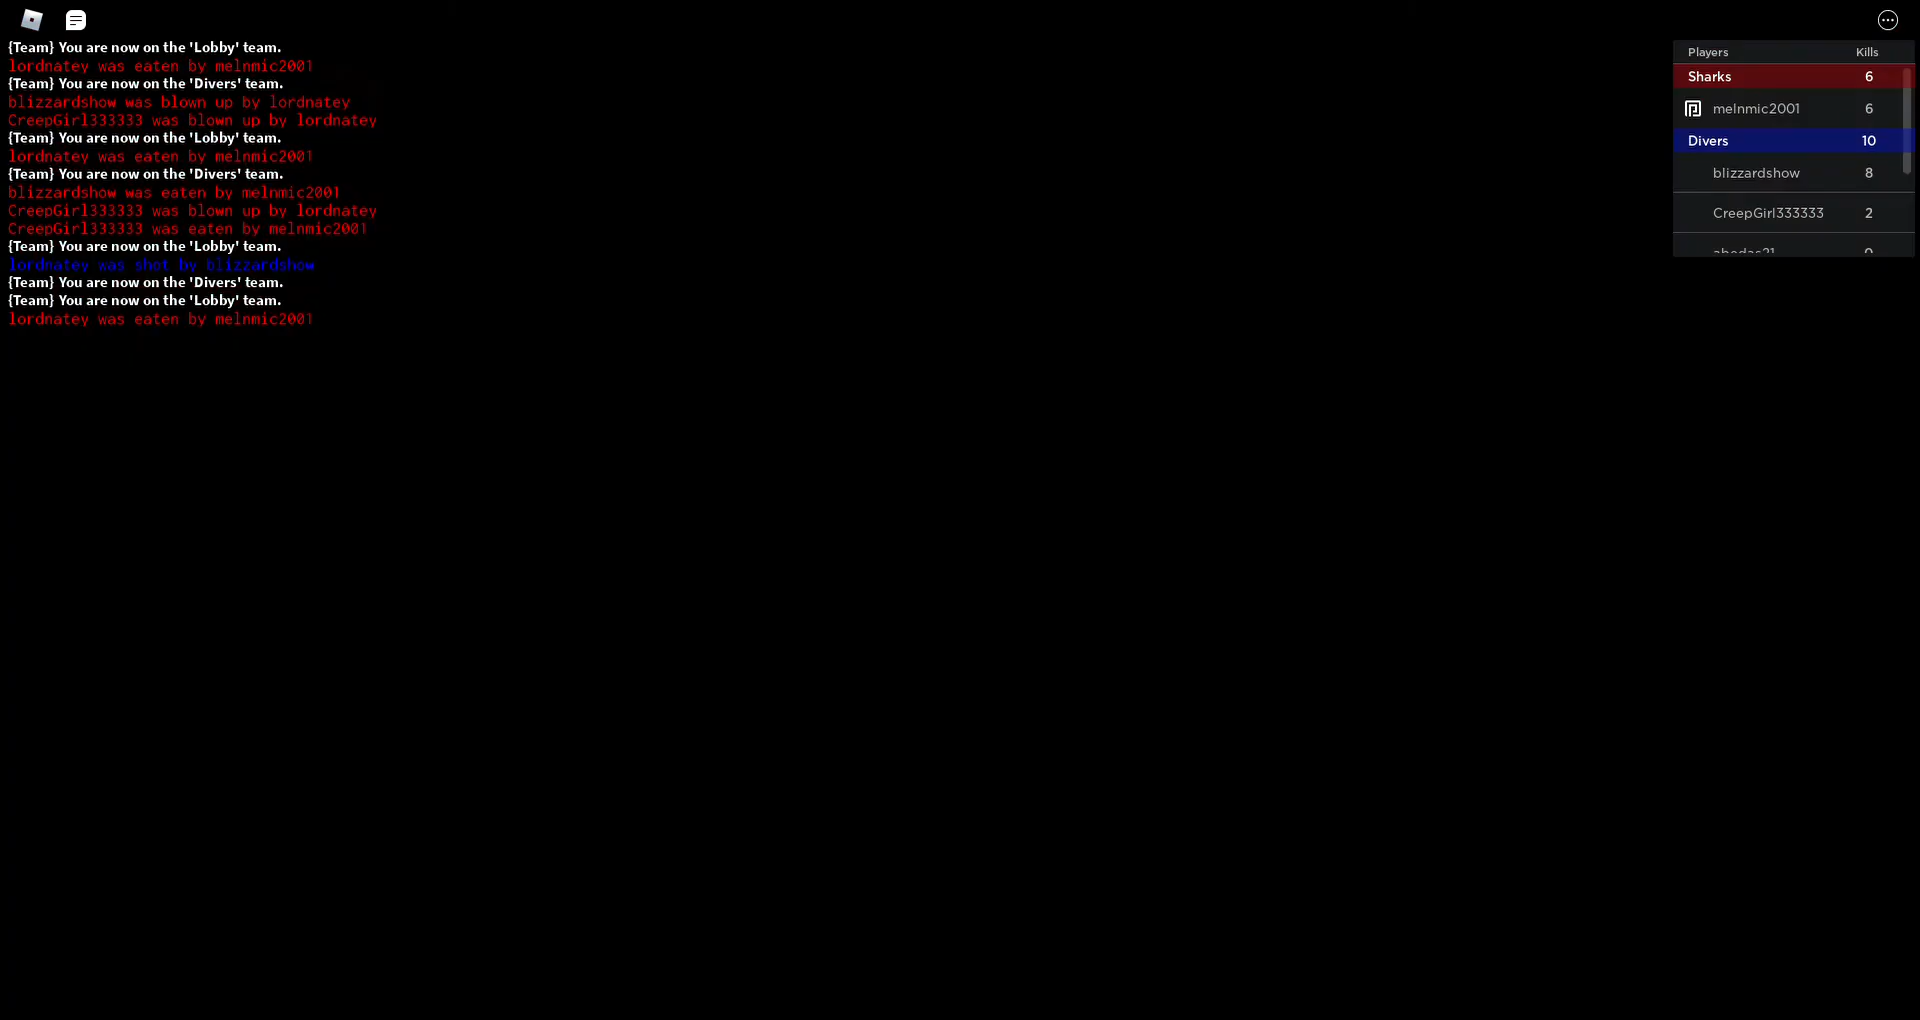 {Team} You are now on the 'Lobby' team.
lordnatey was eaten by melnmic2001
{Team} You are now on the 'Divers' team.
blizzardshow was blown up by lordnatey
CreepGirl333333 was blown up by lordnatey
{Team} You are now on the 'Lobby' team.
lordnatey was eaten by melnmic2001
{Team} You are now on the 'Divers' team.
blizzardshow was eaten by melnmic2001
CreepGirl333333 was blown up by lordnatey
CreepGirl333333 was eaten by melnmic2001
{Team} You are now on the 'Lobby' team.
lordnatey was shot by blizzardshow
{Team} You are now on the 'Divers' team.
{Team} You are now on the 'Lobby' team.
lordnatey was eaten by melnmic2001
Players Kills
Sharks 6
melnmic2001 6
Divers 10
blizzardshow 8
CreepGirl333333 2